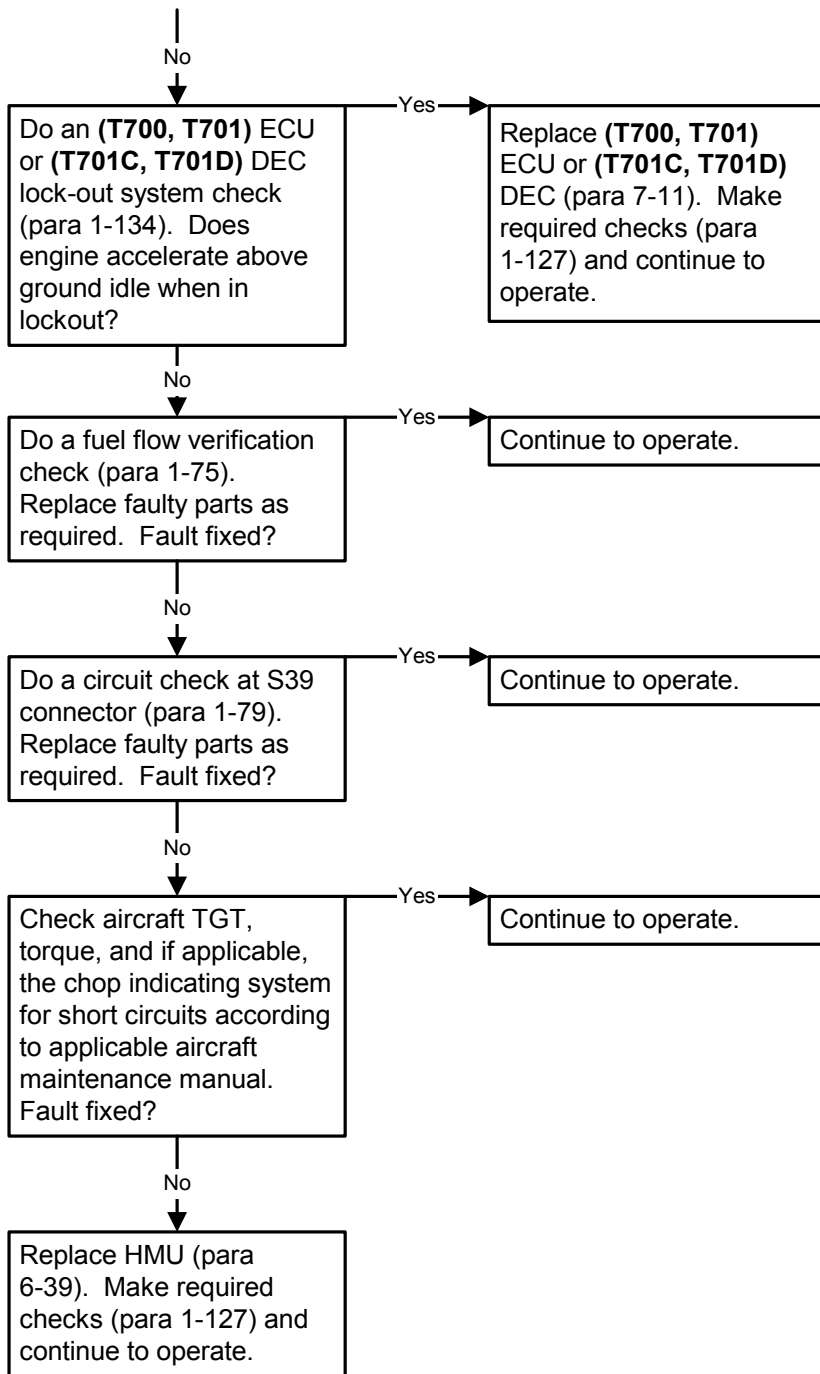 No
Do an (T700, T701) ECU
or (T701C, T701D) DEC
lock-out system check
(para 1-134).  Does
engine accelerate above
ground idle when in
lockout?
Yes
Replace (T700, T701)
ECU or (T701C, T701D)
DEC (para 7-11).  Make
required checks (para
1-127) and continue to
operate.
No
Do a fuel flow verification
check (para 1-75).
Replace faulty parts as
required.  Fault fixed?
Yes
Continue to operate.
No
Do a circuit check at S39
connector (para 1-79).
Replace faulty parts as
required.  Fault fixed?
Yes
Continue to operate.
No
Check aircraft TGT,
torque, and if applicable,
the chop indicating system
for short circuits according
to applicable aircraft
maintenance manual.
Fault fixed?
Yes
Continue to operate.
No
Replace HMU (para
6-39).  Make required
checks (para 1-127) and
continue to operate.